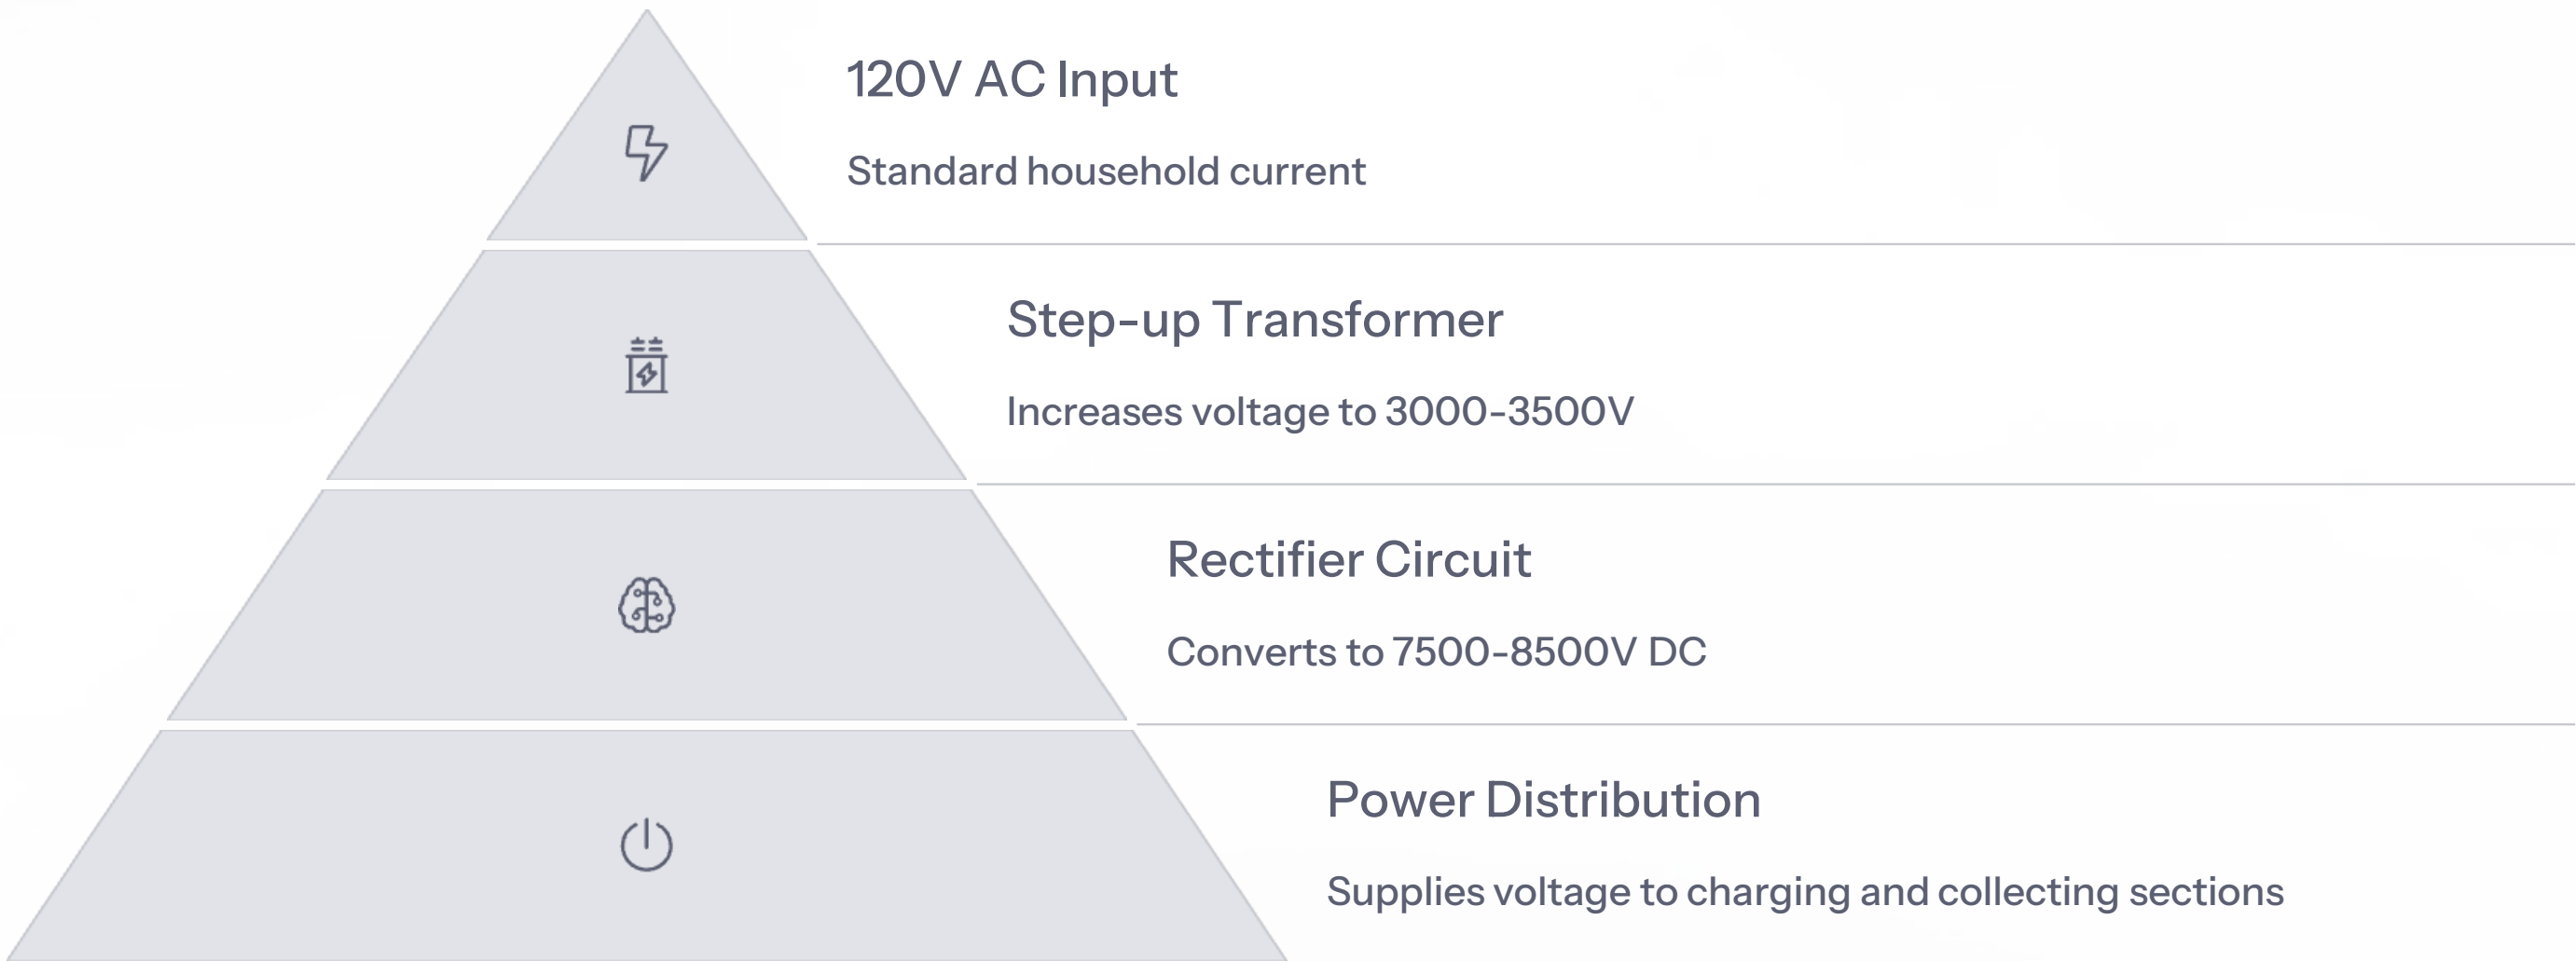 120V AC Input
Standard household current
Step-up Transformer
Increases voltage to 3000-3500V
Rectifier Circuit
Converts to 7500-8500V DC
Power Distribution
Supplies voltage to charging and collecting sections